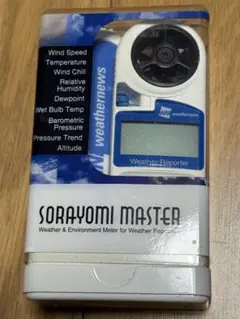 Wind Speed
Temperature
Wind Chill
Relative
Humidity
Dewpoint
Wet Bulb Temp
Barometric
Pressure
Pressure Trend
Altitude
weathernews
weathernews
Weather Reporter
SORAYOMI MASTER
Weather & Environment Meter for Weather Reporter